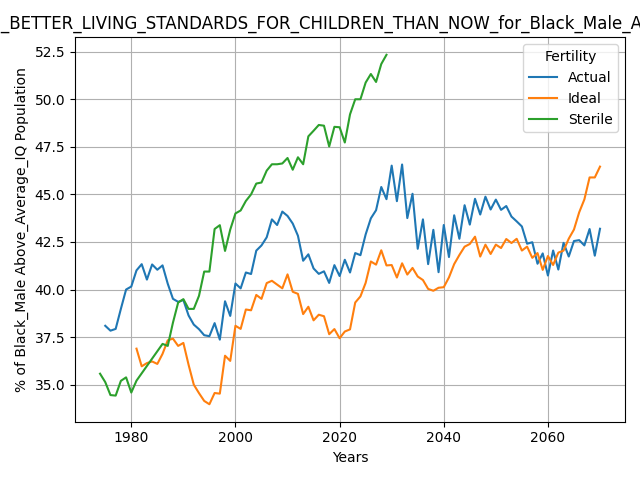 _BETTER_LIVING_STANDARDS_FOR_CHILDREN_THAN_NOW_for_Black_Male_A
Fertility
Actual
Ideal
Sterile
% of Black_Male Above_Average_IQ Population
52.5
50.0
47.5
45.0
42.5
40.0
37.5
35.0
1980
2000
2020
2040
2060
Years